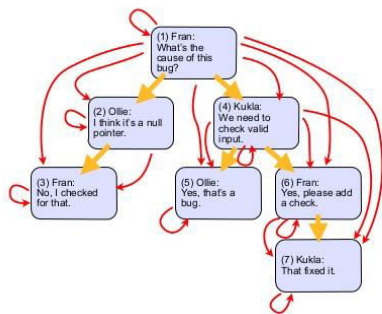 (1) Fran:
What's the
cause of this
bug?
(2) Ollie:
I think it's a null
pointer.
(4) Kukla:
We need to
check valid
input.
(3) Fran:
No, I checked
for that.
(5) Ollie:
Yes, that's a
bug.
(6) Fran:
Yes, please add
a check.
(7) Kukla:
That fixed it.